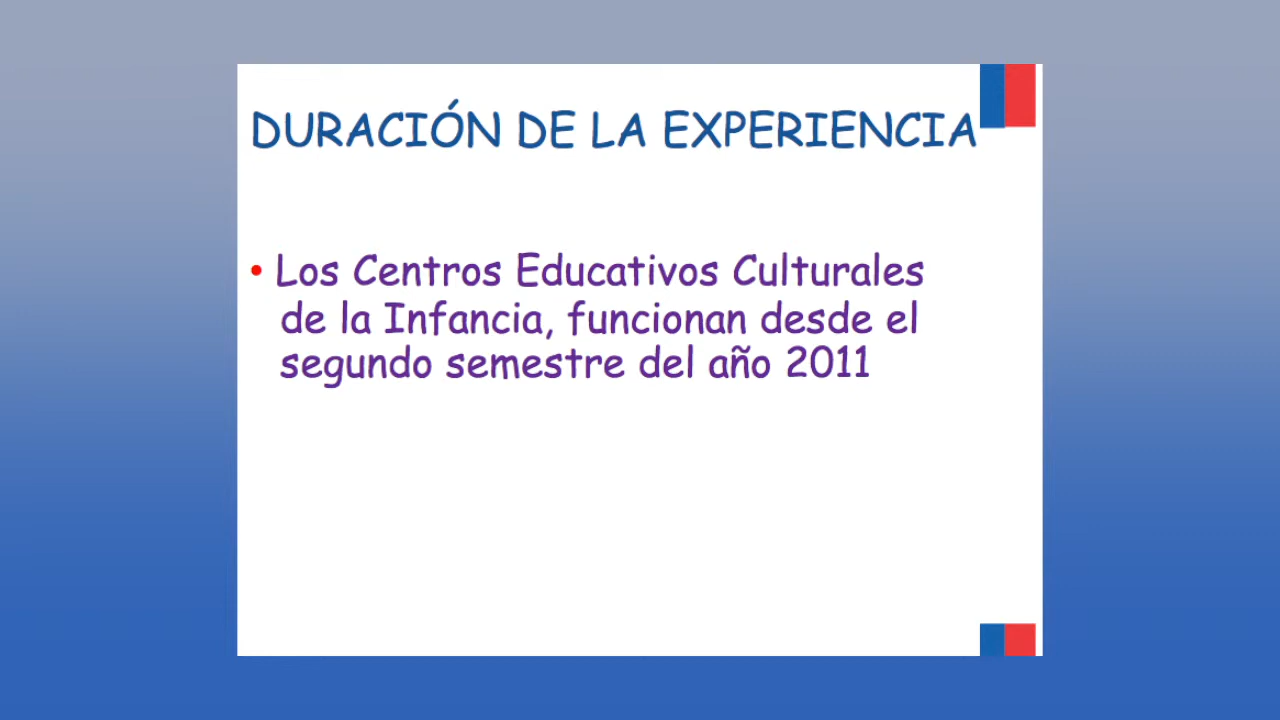 DURACIÓN DE LA EXPERIENCIA
• Los Centros Educativos Culturales
de la Infancia, funcionan desde el
segundo semestre del año 2011